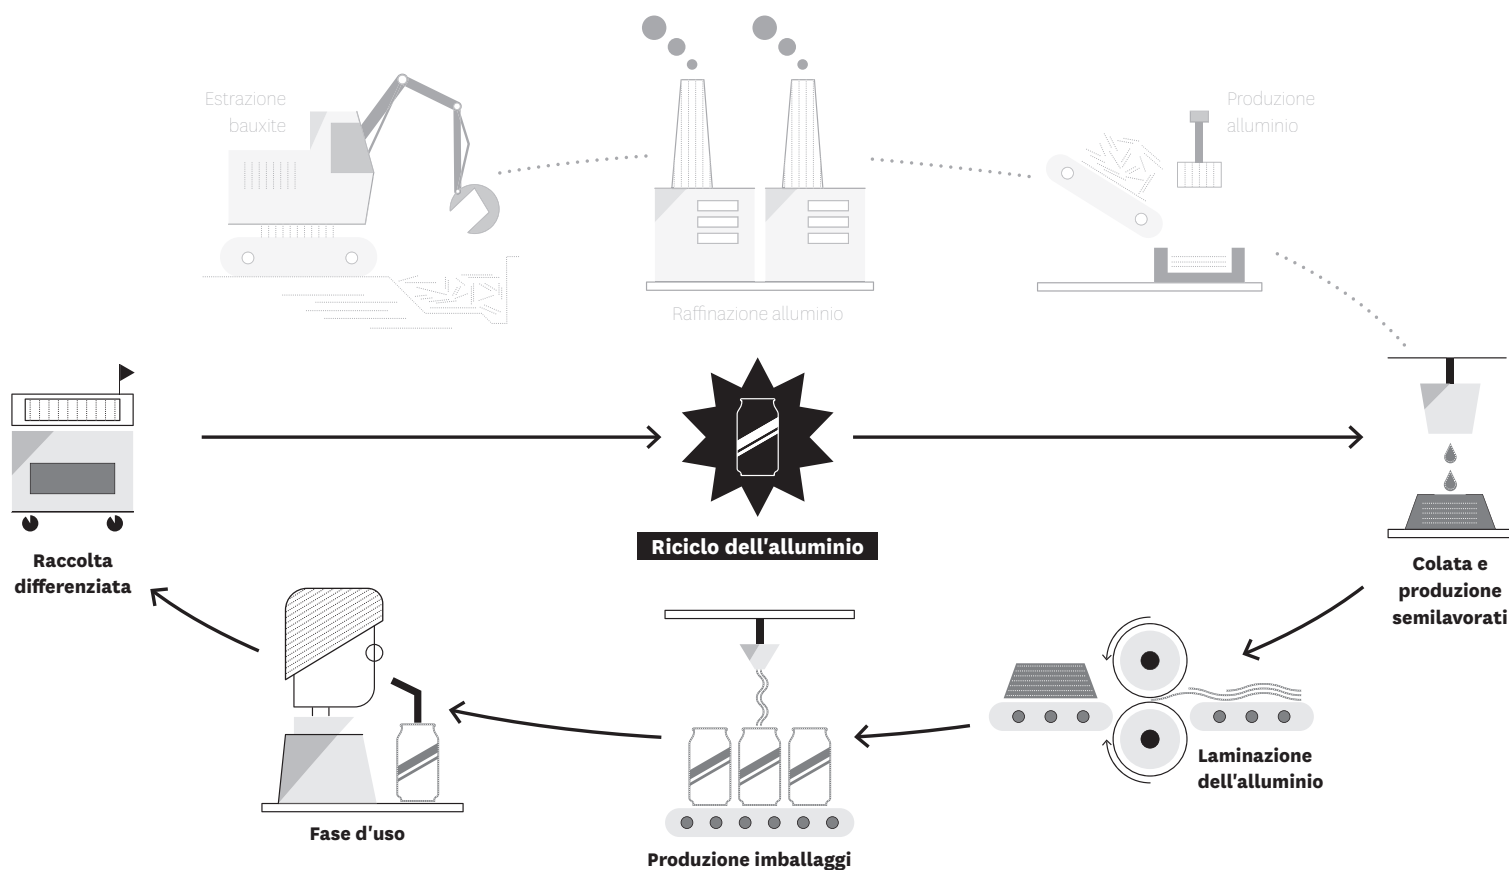 Estrazione
bauxite
Produzione
alluminio
Raffinazione alluminio
Riciclo dell'alluminio
Raccolta
differenziata
Colata e
produzione
semilavorati
Laminazione
dell'alluminio
Fase d'uso
Produzione imballaggi